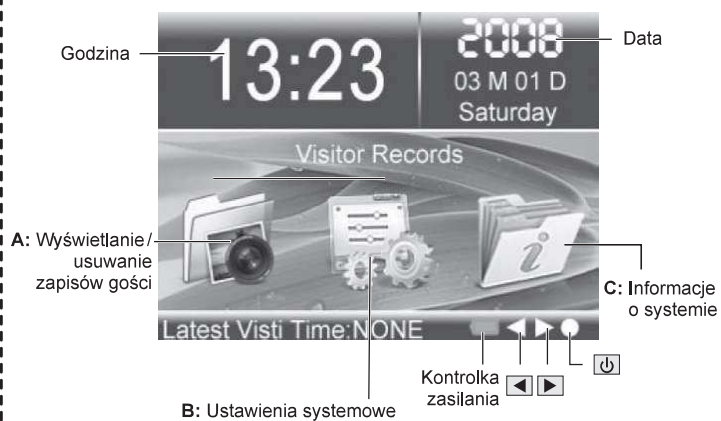 Godzina
13:23
2008
Data
03 M 01 D
Saturday
Visitor Records
A: Wyświetlanie/
usuwanie
zapisów gości
C: Informacje
o systemie
Latest Visti Time:NONE
Kontrolka
zasilania
B: Ustawienia systemowe